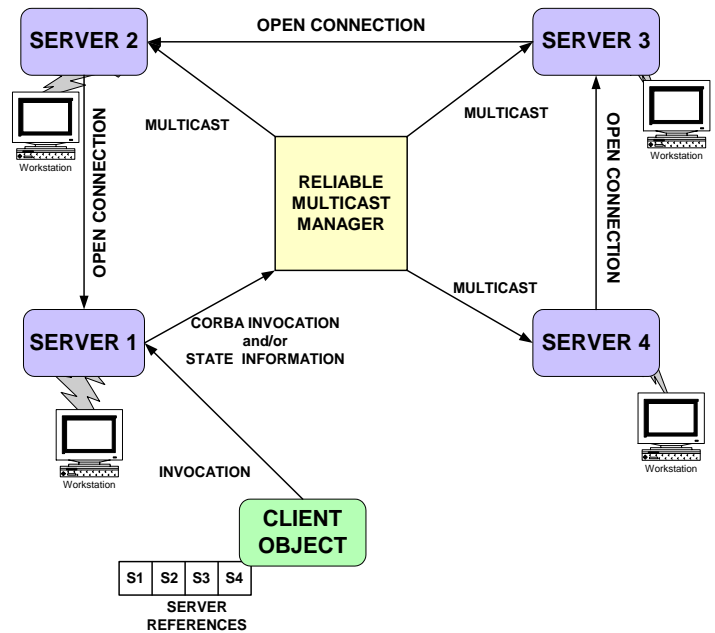 OPEN CONNECTION
SERVER 2
SERVER 3
MULTICAST
MULTICAST
Workstation
Workstation
OPEN CONNECTION
OPEN CONNECTION
RELIABLE
MULTICAST
MANAGER
MULTICAST
SERVER 1
CORBA INVOCATION
and/or
STATE INFORMATION
SERVER 4
Workstation
Workstation
INVOCATION
CLIENT
OBJECT
S1 S2 S3 S4
SERVER
REFERENCES